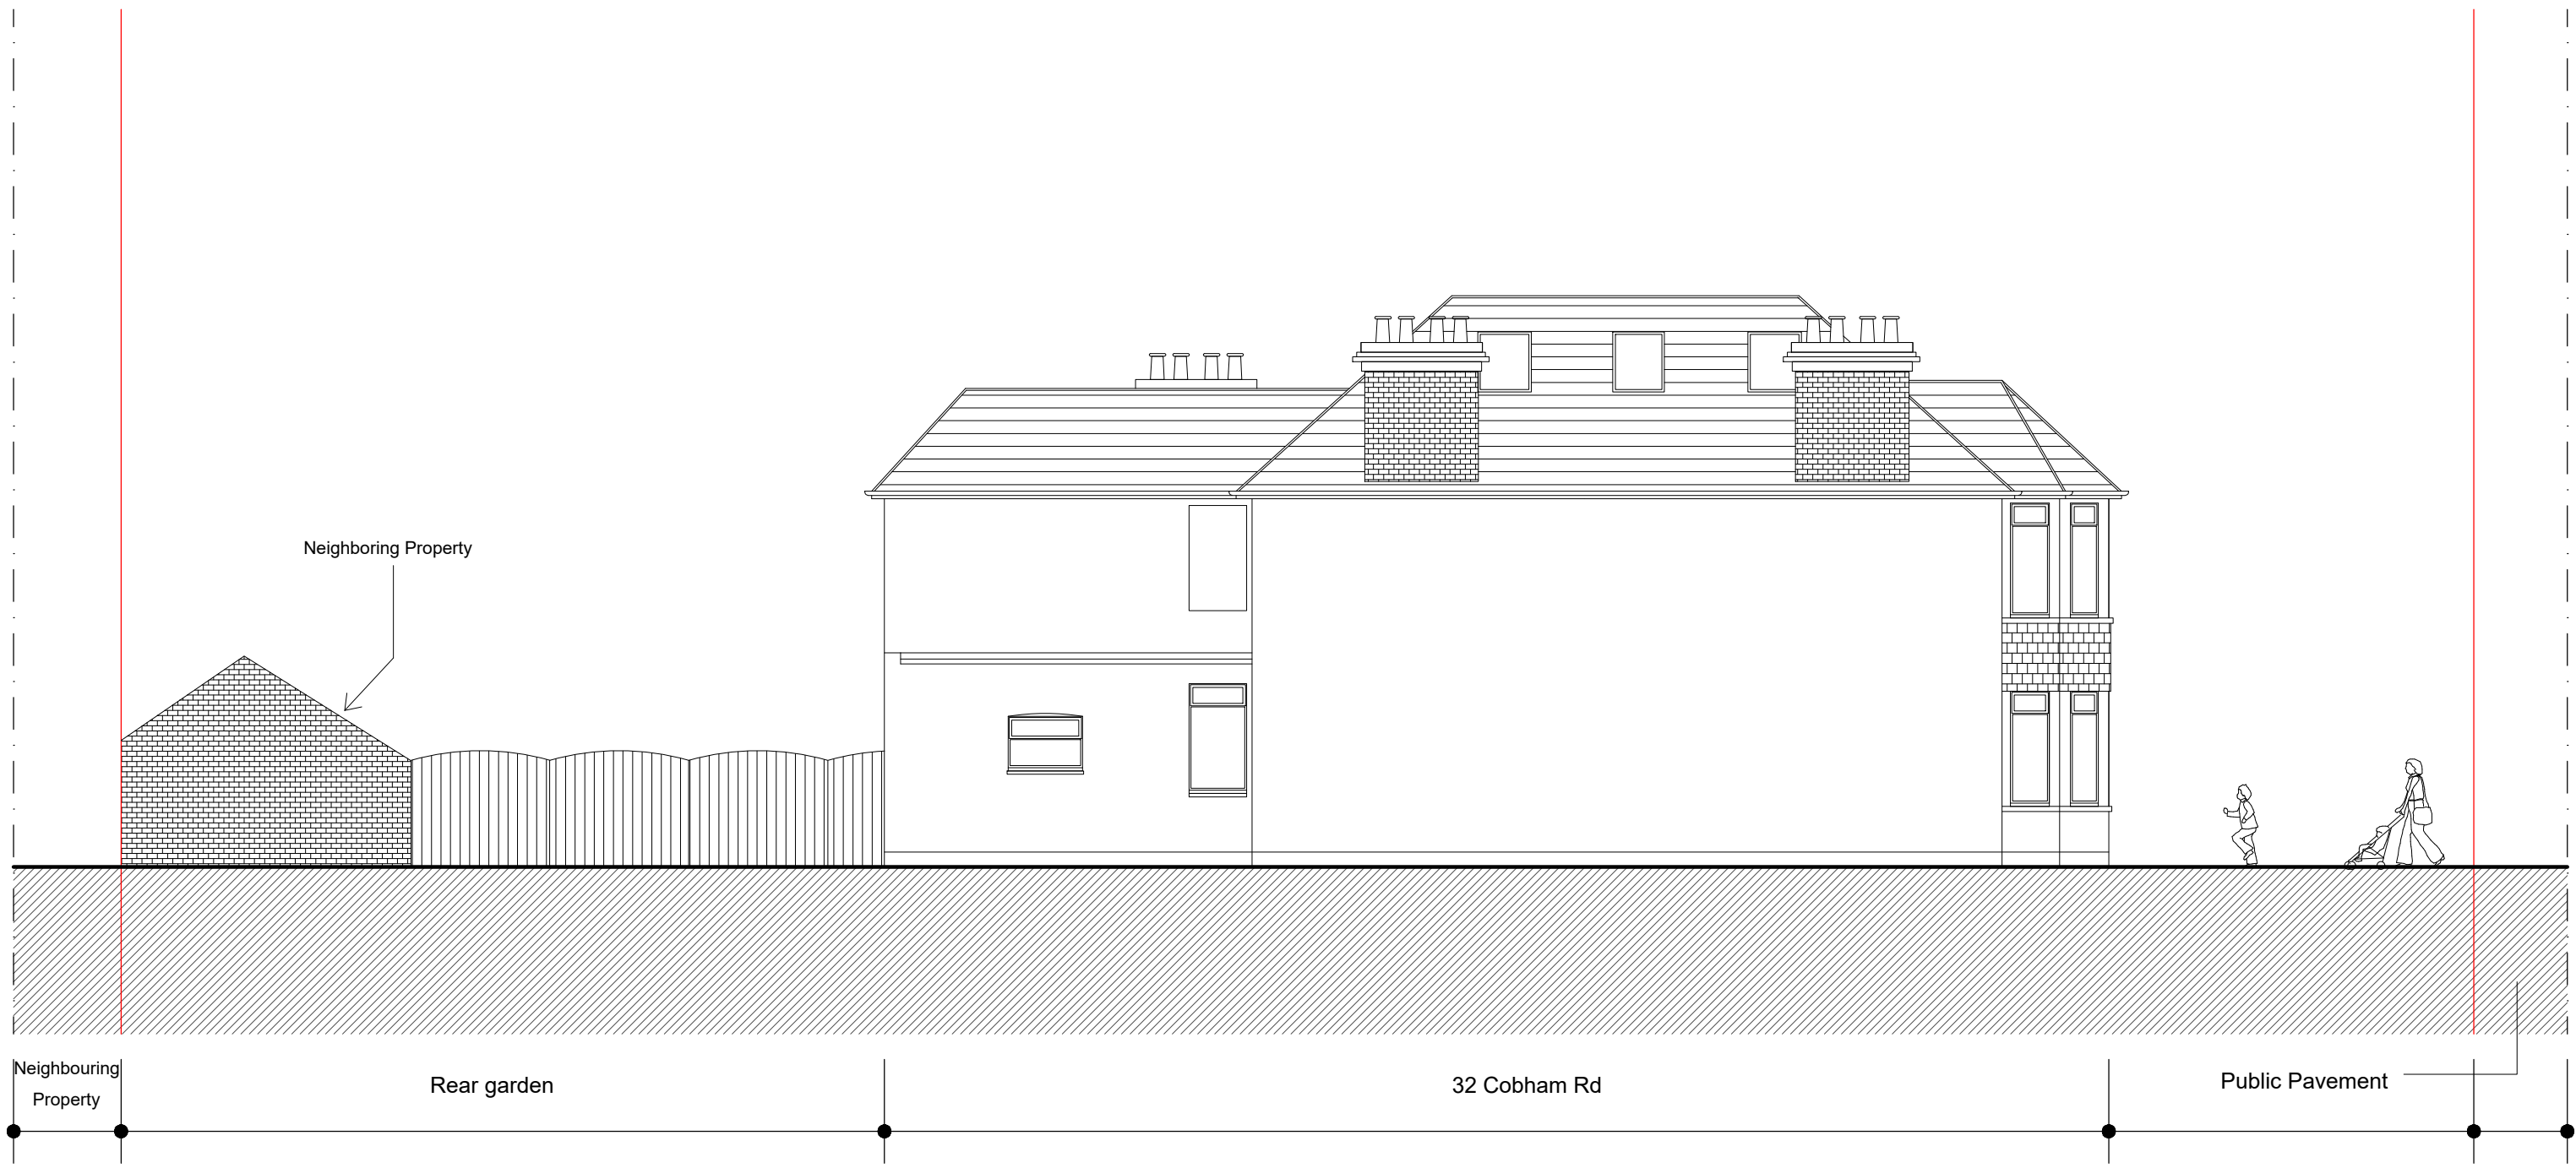 Neighboring Property
Neighbouring
Property
Rear garden
32 Cobham Rd
Public Pavement